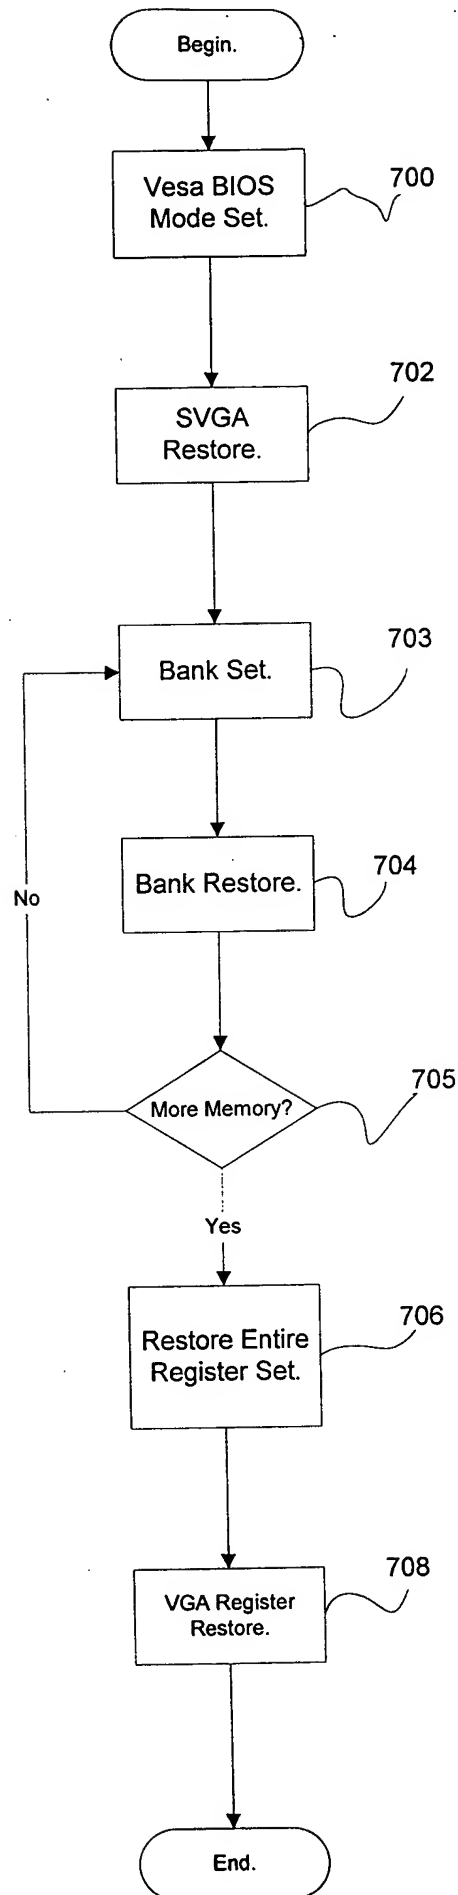 Begin.
Vesa BIOS
Mode Set.
700
SVGA
Restore.
702
Bank Set.
703
Bank Restore.
704
No
More Memory?
705
Yes
Restore Entire
Register Set.
706
VGA Register
Restore.
708
End.